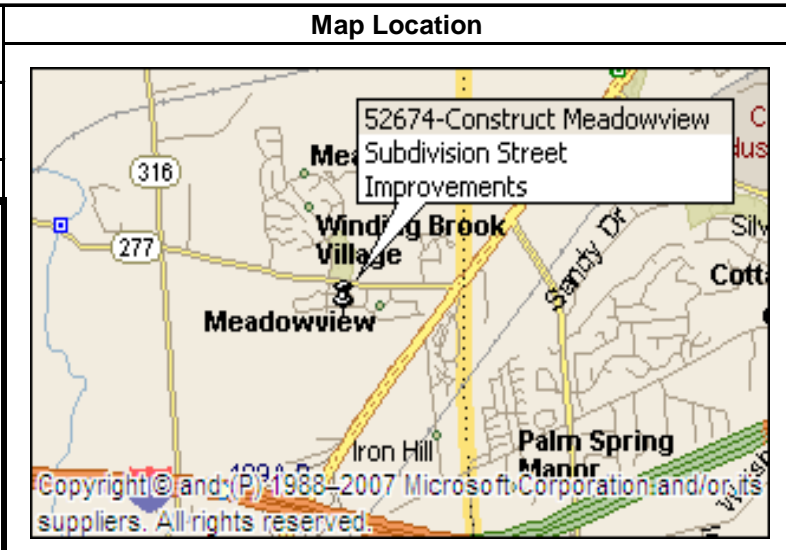 Map Location
52674-Construct Meadowview
Subdivision Street
Improvements
316
Winding Brook
Village
277
Sandy Dr
Meadowview
Iron Hill
Palm Spring
Manor
Copyright © and (P) 1988–2007 Microsoft Corporation and/or its
suppliers. All rights reserved.